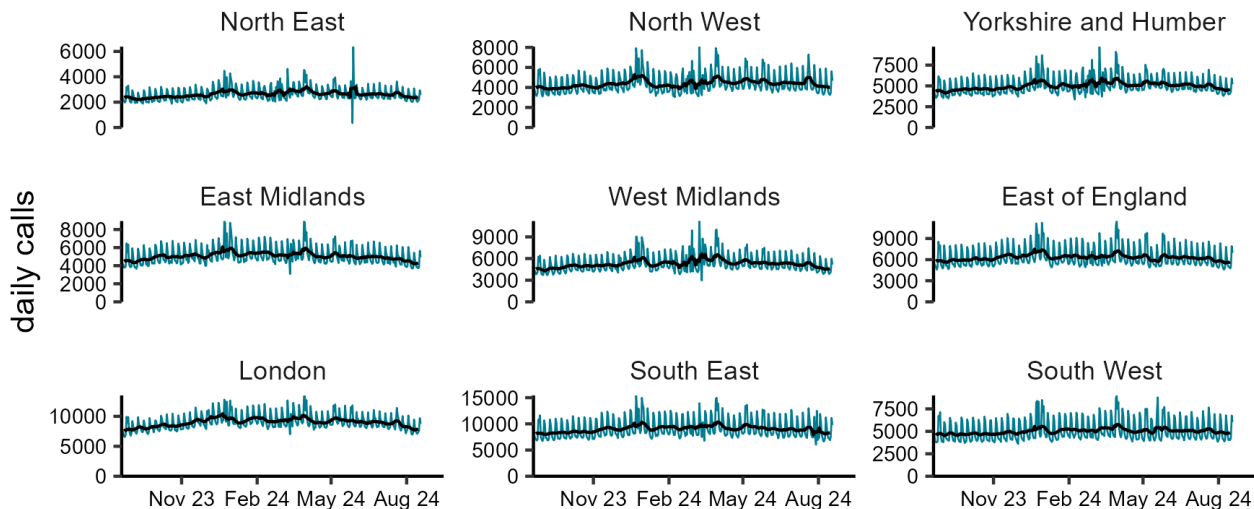 North East
North West
Yorkshire and Humber
6000
4000
2000
0
8000
6000
4000
2000
0
7500
5000
2500
0
daily calls
East Midlands
West Midlands
East of England
8000
6000
4000
2000
0
9000
6000
3000
0
9000
6000
3000
0
London
South East
South West
10000
5000
0
15000
10000
5000
0
7500
5000
2500
0
Nov 23 Feb 24 May 24 Aug 24
Nov 23 Feb 24 May 24 Aug 24
Nov 23 Feb 24 May 24 Aug 24